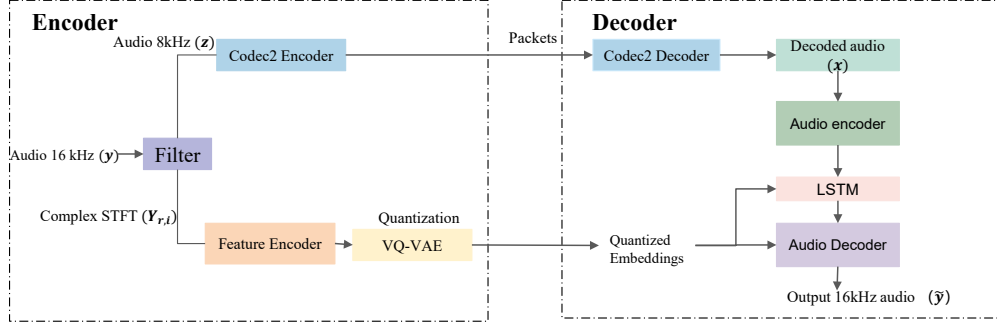 Encoder
Audio 8kHz (z)
Codec2 Encoder
Audio 16 kHz (y)
Filter
Complex STFT (Y_{r,i})
Feature Encoder
Quantization
VQ-VAE
Packets
Decoder
Codec2 Decoder
Decoded audio
(x)
Audio encoder
LSTM
Quantized
Embeddings
Audio Decoder
Output 16kHz audio (ỹ)